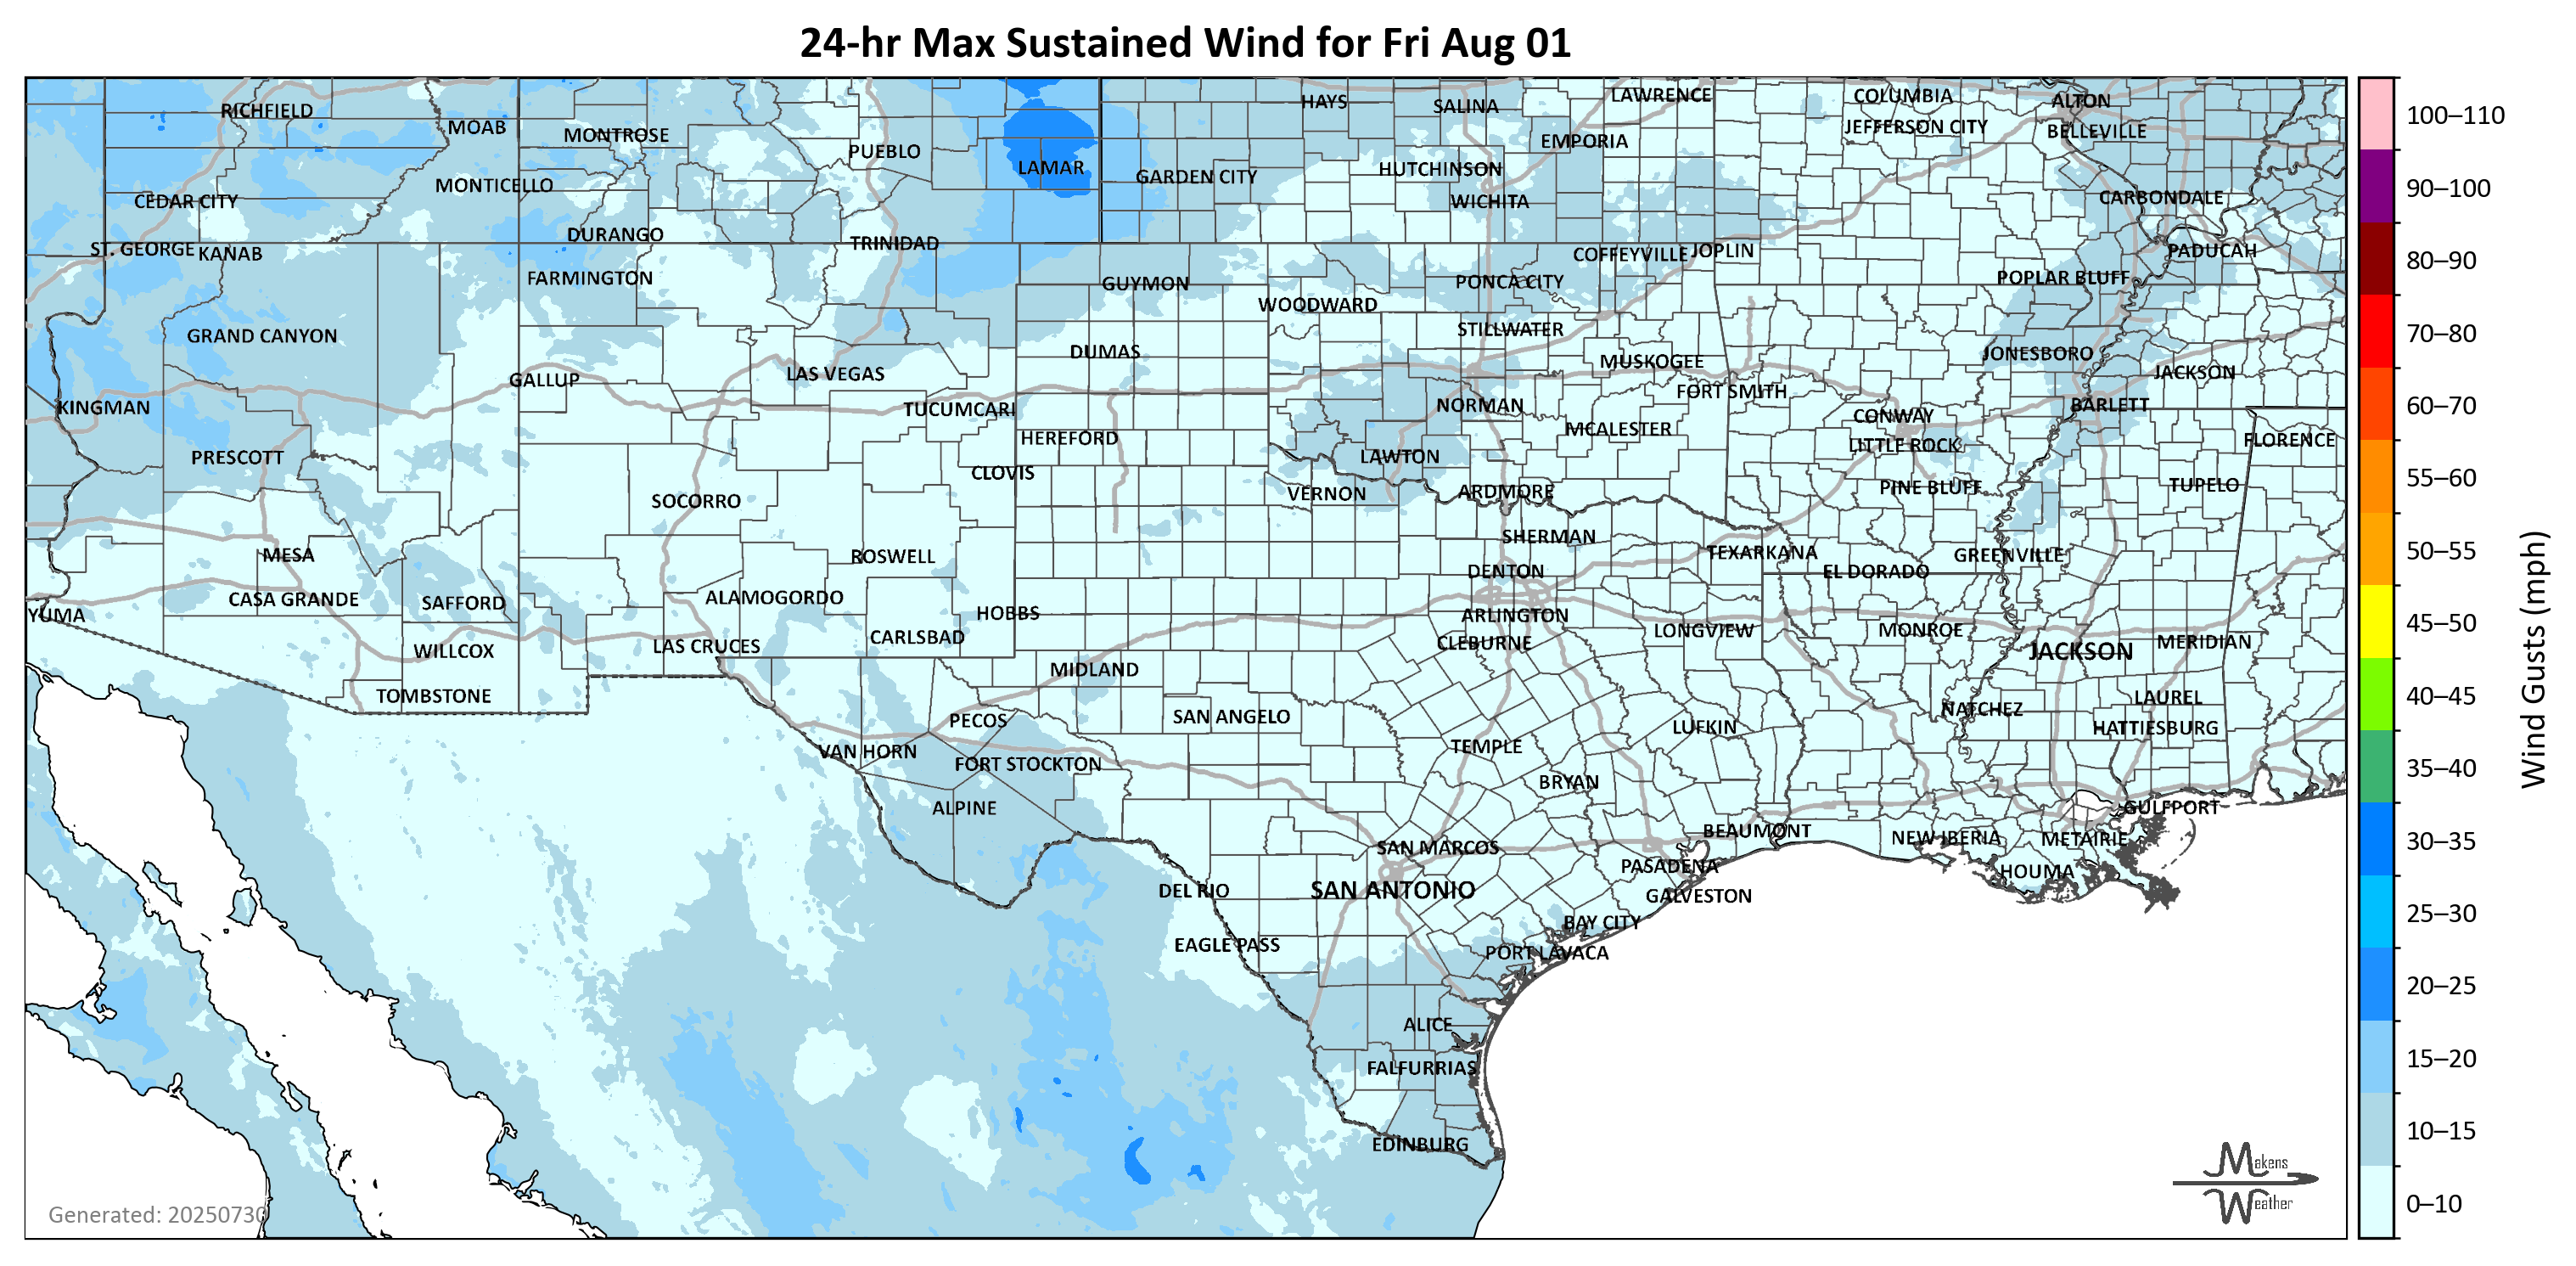 24-hr Max Sustained Wind for Fri Aug 01
RICHFIELD
MOAB
MONTROSE
PUEBLO
LAMAR
HAYS
SALINA
LAWRENCE
EMPORIA
COLUMBIA
JEFFERSON CITY
ALTON
BELLEVILLE
MONTICELLO
CEDAR CITY
GARDEN CITY
HUTCHINSON
WICHITA
CARBONDALE
ST. GEORGE
KANAB
DURANGO
TRINIDAD
FARMINGTON
GUYMON
PONCA CITY
COFFEYVILLE
JOPLIN
POPLAR BLUFF
PADUCAH
WOODWARD
GRAND CANYON
STILLWATER
DUMAS
MUSKOGEE
JONESBORO
JACKSON
GALLUP
LAS VEGAS
FORT SMITH
KINGMAN
TUCUMCARI
NORMAN
CONWAY
BARLETT
HEREFORD
MCALESTER
LITTLE ROCK
FLORENCE
PRESCOTT
CLOVIS
LAWTON
VERNON
ARDMORE
PINE BLUFF
TUPELO
SOCORRO
SHERMAN
MESA
ROSWELL
TEXARKANA
GREENVILLE
DENTON
EL DORADO
CASA GRANDE
SAFFORD
ALAMOGORDO
YUMA
HOBBS
ARLINGTON
CLEBURNE
LONGVIEW
MONROE
WILLCOX
LAS CRUCES
CARLSBAD
JACKSON
MERIDIAN
MIDLAND
TOMBSTONE
PECOS
SAN ANGELO
NATCHEZ
LAUREL
HATTIESBURG
LUFKIN
VAN HORN
FORT STOCKTON
TEMPLE
BRYAN
ALPINE
GULFPORT
BEAUMONT
NEW IBERIA
METAIRIE
SAN MARCOS
PASADENA
HOUMA
DEL RIO
SAN ANTONIO
GALVESTON
BAY CITY
EAGLE PASS
PORT LAVACA
ALICE
FALFURRIAS
EDINBURG
Generated: 20250730
Makens
Weather
100–110
90–100
80–90
70–80
60–70
55–60
50–55
45–50
40–45
35–40
30–35
25–30
20–25
15–20
10–15
0–10
Wind Gusts (mph)